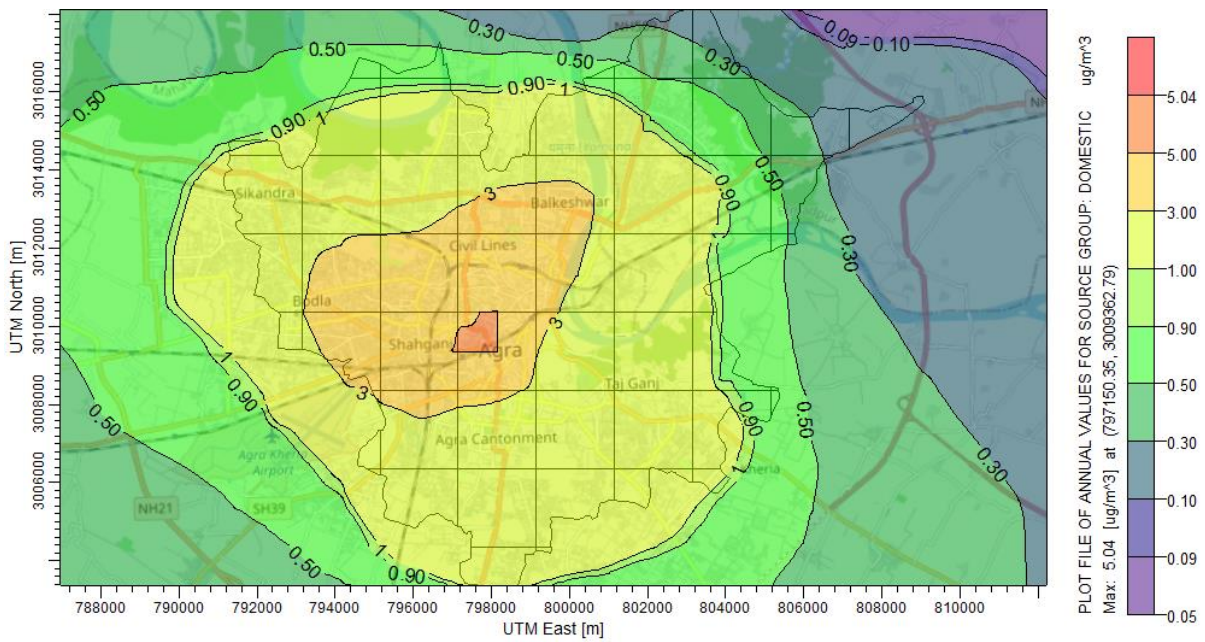 0.30
0.09
0.10
0.50
0.50
0.30
0.50
0.90
1
0.90
1
Sikandra
0.90
0.50
3
Balkeshwar
1
0.30
Civil Lines
Bodla
3
Shahganj
Agra
1
3
Taj Ganj
0.90
0.50
0.50
0.90
Agra Cantonment
Agra Kheria
Airport
1
Kheria
0.30
NH21
SH39
0.50
1
0.90
UTM North [m]
3016000
3014000
3012000
3010000
3008000
3006000
788000 790000 792000 794000 796000 798000 800000 802000 804000 806000 808000 810000
UTM East [m]
PLOT FILE OF ANNUAL VALUES FOR SOURCE GROUP: DOMESTIC ug/m^3
Max: 5.04 [ug/m^3] at (797150.35, 3009362.79)
5.04
5.00
3.00
1.00
0.90
0.50
0.30
0.10
0.09
0.05